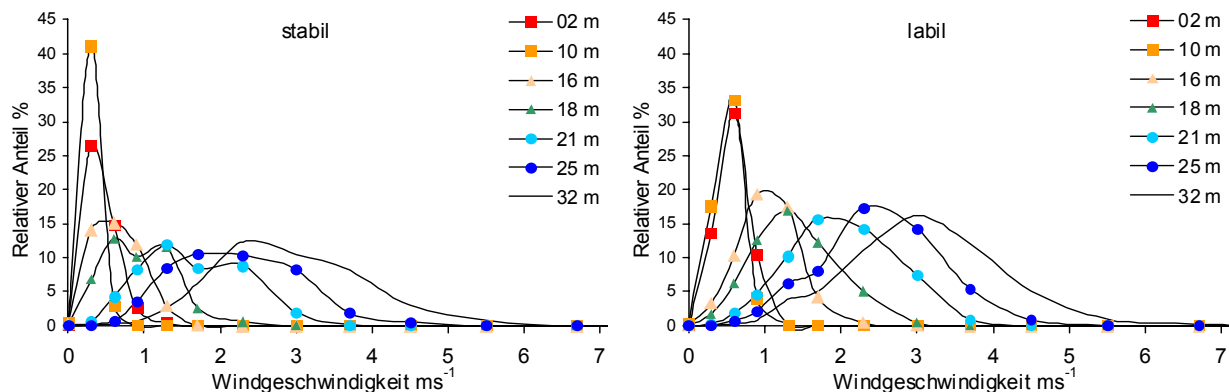 stabil
Relativer Anteil %
45
40
35
30
25
20
15
10
5
0
0 1 2 3 4 5 6 7
Windgeschwindigkeit ms-1
02 m
10 m
16 m
18 m
21 m
25 m
32 m
labil
Relativer Anteil %
45
40
35
30
25
20
15
10
5
0
0 1 2 3 4 5 6 7
Windgeschwindigkeit ms-1
02 m
10 m
16 m
18 m
21 m
25 m
32 m